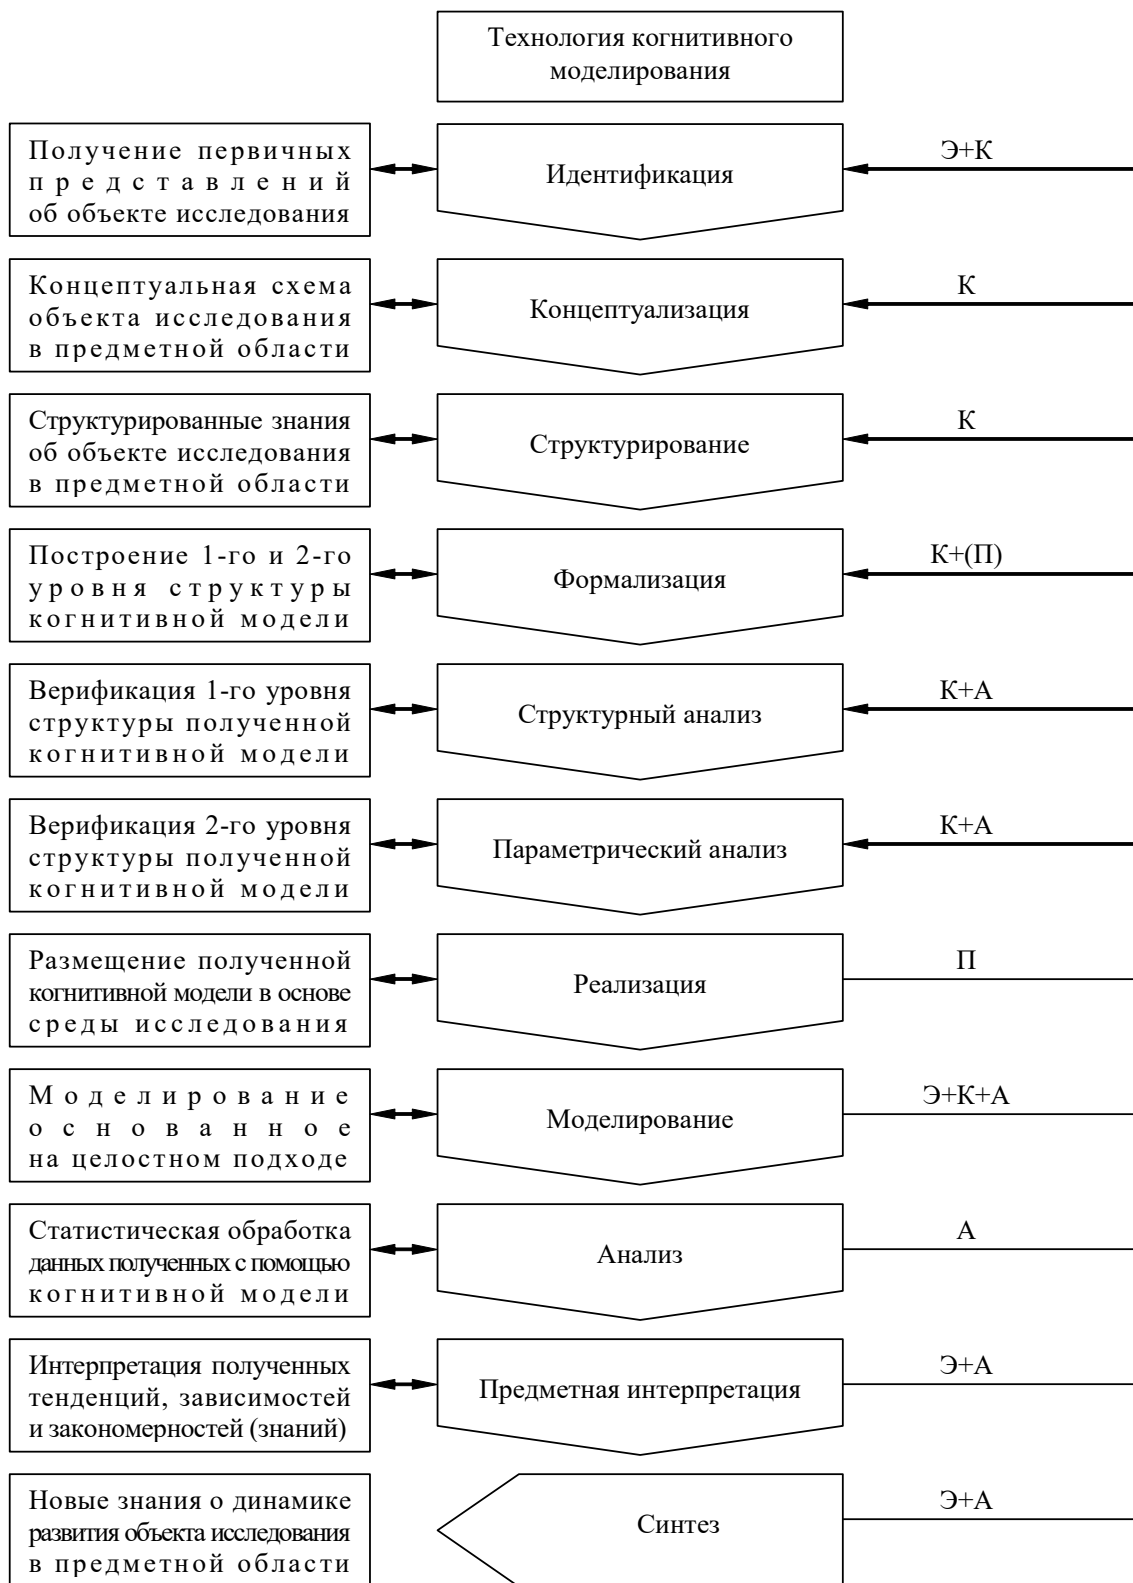 Технология когнитивного
моделирования
Получение первичных
представлений
об объекте исследования
Идентификация
Э+К
Концептуальная схема
объекта исследования
в предметной области
Концептуализация
К
Структурированные знания
об объекте исследования
в предметной области
Структурирование
К
Построение 1-го и 2-го
уровня структуры
когнитивной модели
Формализация
К+(П)
Верификация 1-го уровня
структуры полученной
когнитивной модели
Структурный анализ
К+А
Верификация 2-го уровня
структуры полученной
когнитивной модели
Параметрический анализ
К+А
Размещение полученной
когнитивной модели в основе
среды исследования
Реализация
П
Моделирование
основанное
на целостном подходе
Моделирование
Э+К+А
Статистическая обработка
данных полученных с помощью
когнитивной модели
Анализ
А
Интерпретация полученных
тенденций, зависимостей
и закономерностей (знаний)
Предметная интерпретация
Э+А
Новые знания о динамике
развития объекта исследования
в предметной области
Синтез
Э+А